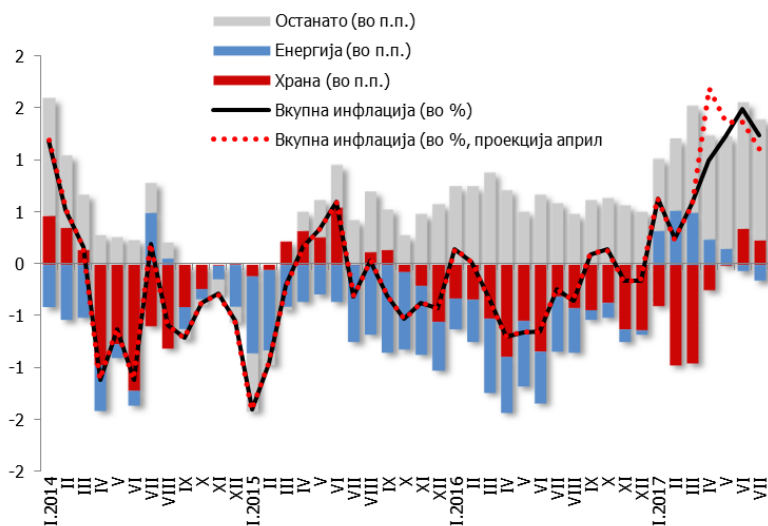 Останато (во п.п.)
Енергија (во п.п.)
Храна (во п.п.)
Вкупна инфлација (во %)
Вкупна инфлација (во %, проекција април
2
2
1
1
0
-1
-1
-2
-2
I.2014 II III IV V VI VII VIII IX X XI XII I.2015 II III IV V VI VII VIII IX X XI XII I.2016 II III IV V VI VII VIII IX X XI XII I.2017 II III IV V VI VII